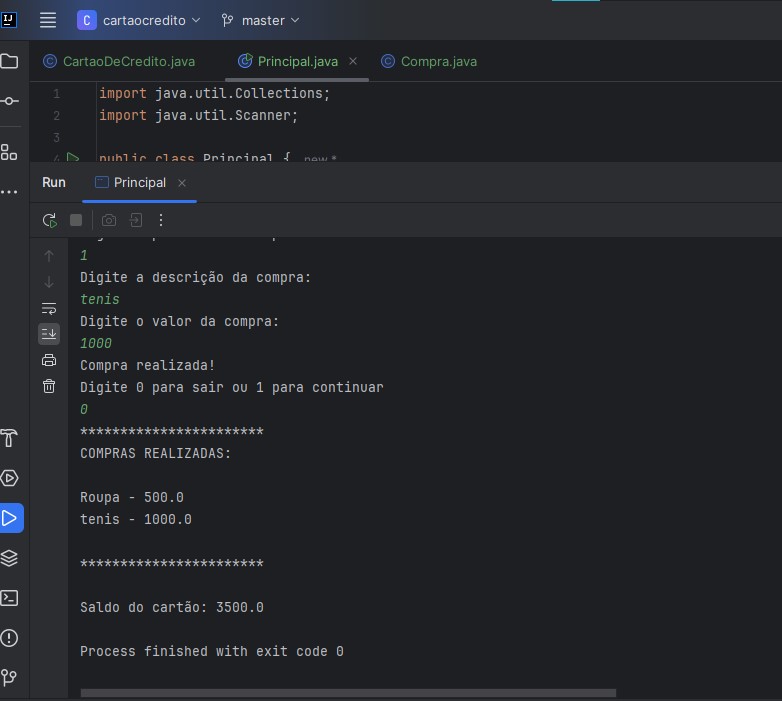 C cartaocredito master
CartaoDeCredito.java Principal.java Compra.java
1 import java.util.Collections;
2 import java.util.Scanner;
3
4 public class Principal { new *
Run Principal
1
Digite a descrição da compra:
tenis
Digite o valor da compra:
1000
Compra realizada!
Digite 0 para sair ou 1 para continuar
0
***********************
COMPRAS REALIZADAS:
Roupa - 500.0
tenis - 1000.0
***********************
Saldo do cartão: 3500.0
Process finished with exit code 0